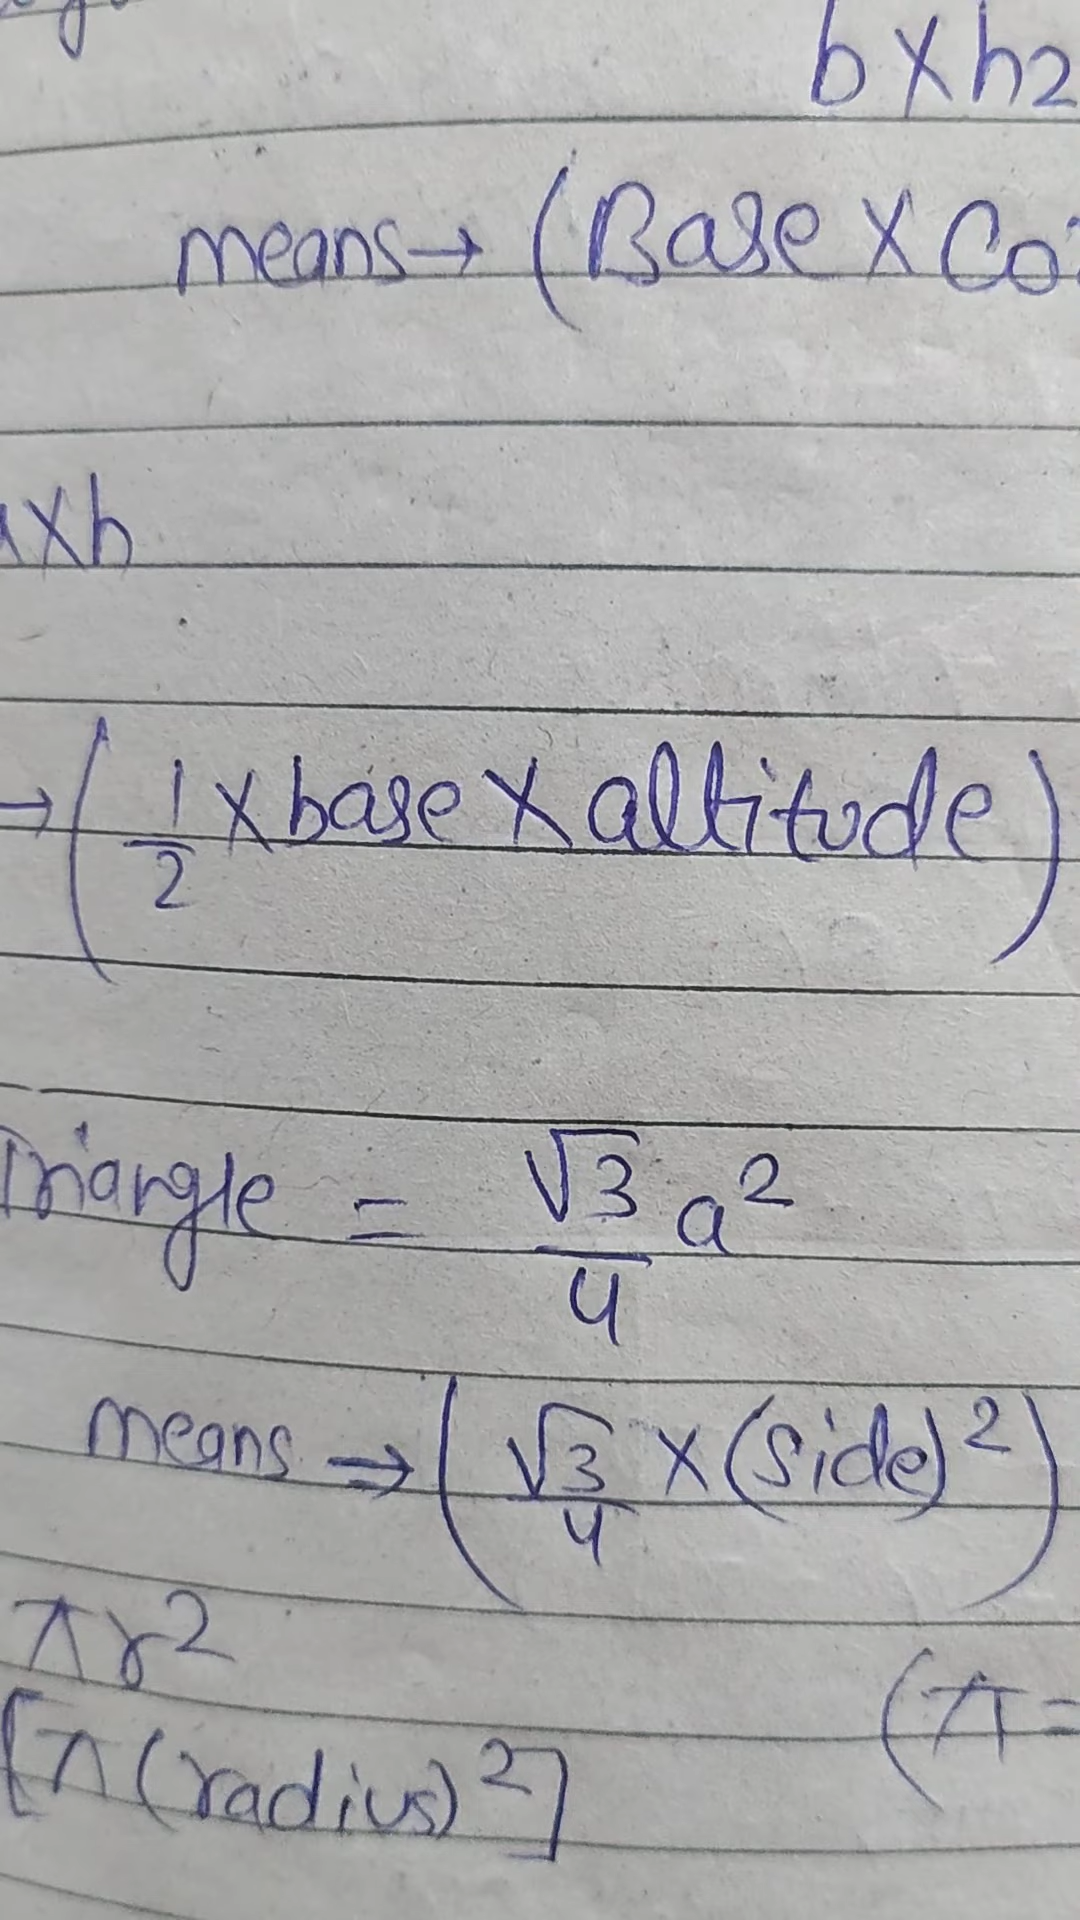 b×h2
means→ (Base × Co
×h
→(1/2 × base × altitude)
Triangle = √3/4 a²
means ⇒ (√3/4 × (Side)²)
πr²
(π =
[π(radius)²]